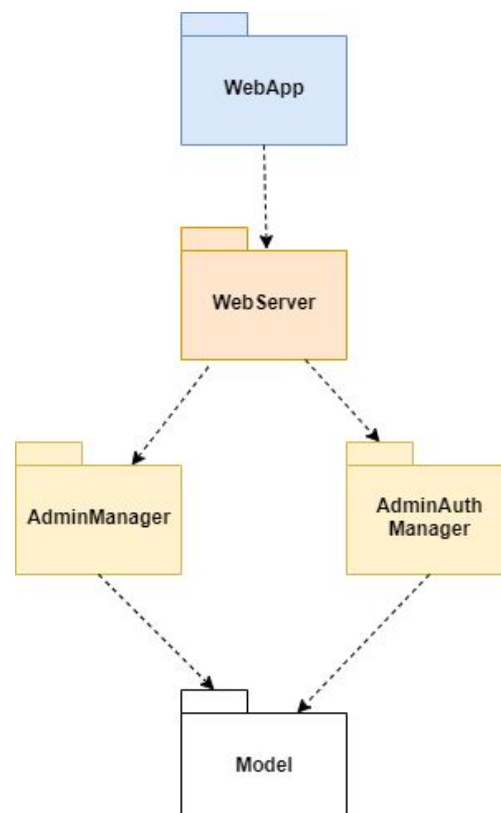 WebApp
WebServer
AdminManager
AdminAuth
Manager
Model